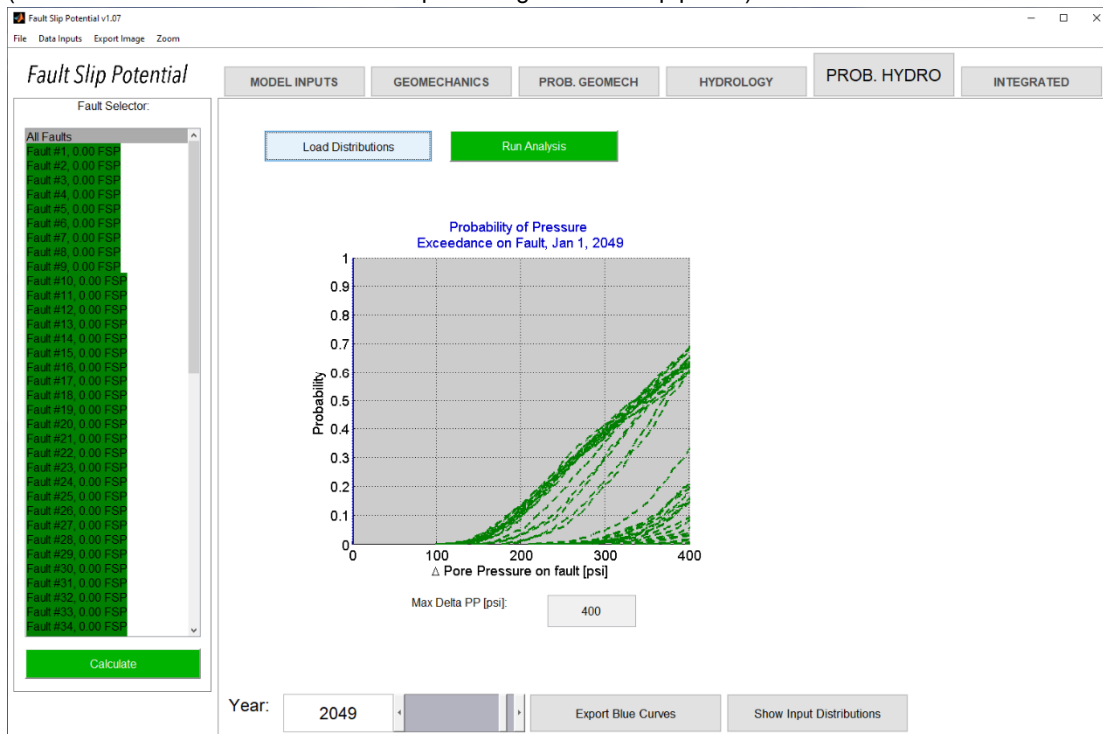 Fault Slip Potential v1.07
File Data Inputs Export Image Zoom
Fault Slip Potential
MODEL INPUTS GEOMECHANICS PROB. GEOMECH HYDROLOGY PROB. HYDRO INTEGRATED
Fault Selector:
All Faults
Fault #1, 0.00 FSP
Fault #2, 0.00 FSP
Fault #3, 0.00 FSP
Fault #4, 0.00 FSP
Fault #5, 0.00 FSP
Fault #6, 0.00 FSP
Fault #7, 0.00 FSP
Fault #8, 0.00 FSP
Fault #9, 0.00 FSP
Fault #10, 0.00 FSP
Fault #11, 0.00 FSP
Fault #12, 0.00 FSP
Fault #13, 0.00 FSP
Fault #14, 0.00 FSP
Fault #15, 0.00 FSP
Fault #16, 0.00 FSP
Fault #17, 0.00 FSP
Fault #18, 0.00 FSP
Fault #19, 0.00 FSP
Fault #20, 0.00 FSP
Fault #21, 0.00 FSP
Fault #22, 0.00 FSP
Fault #23, 0.00 FSP
Fault #24, 0.00 FSP
Fault #25, 0.00 FSP
Fault #26, 0.00 FSP
Fault #27, 0.00 FSP
Fault #28, 0.00 FSP
Fault #29, 0.00 FSP
Fault #30, 0.00 FSP
Fault #31, 0.00 FSP
Fault #32, 0.00 FSP
Fault #33, 0.00 FSP
Fault #34, 0.00 FSP
Calculate
Load Distributions Run Analysis
Probability of Pressure
Exceedance on Fault, Jan 1, 2049
1
0.9
0.8
0.7
0.6
0.5
0.4
0.3
0.2
0.1
0
Probability
0 100 200 300 400
Δ Pore Pressure on fault [psi]
Max Delta PP [psi]: 400
Year: 2049 Export Blue Curves Show Input Distributions